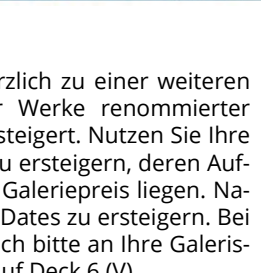 rzlich zu einer weiteren
Werke renommierter
steigert. Nutzen Sie Ihre
u ersteigern, deren Auf-
Galeriepreis liegen. Na-
Dates zu ersteigern. Bei
ch bitte an Ihre Galeris-
uf Deck 6 (V)